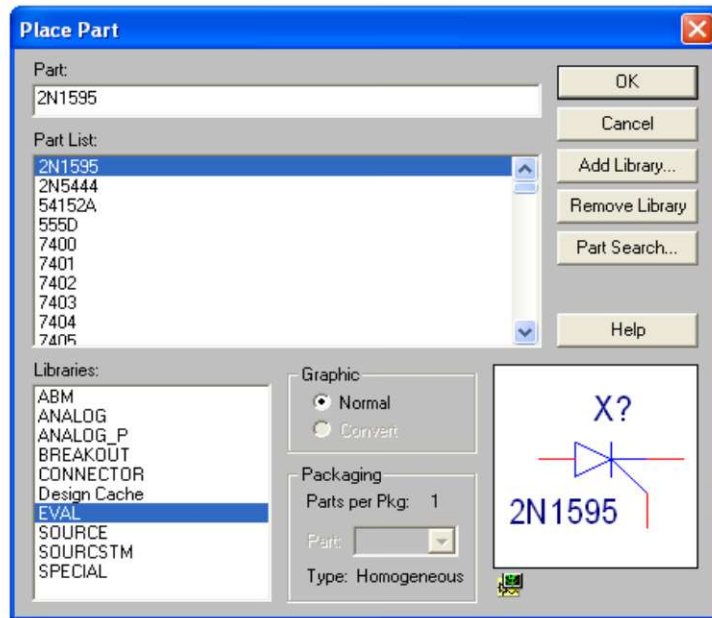 Place Part
Part:
2N1595
Part List:
2N1595
2N5444
54152A
555D
7400
7401
7402
7403
7404
7405
OK
Cancel
Add Library...
Remove Library
Part Search...
Help
Libraries:
ABM
ANALOG
ANALOG_P
BREAKOUT
CONNECTOR
Design Cache
EVAL
SOURCE
SOURCSTM
SPECIAL
Graphic
Normal
Convert
Packaging
Parts per Pkg: 1
Part:
Type: Homogeneous
X?
2N1595